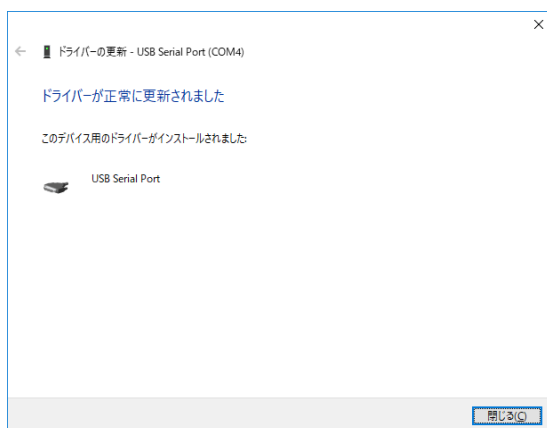 ドライバーの更新 - USB Serial Port (COM4)
ドライバーが正常に更新されました
このデバイス用のドライバーがインストールされました:
USB Serial Port
閉じる(C)